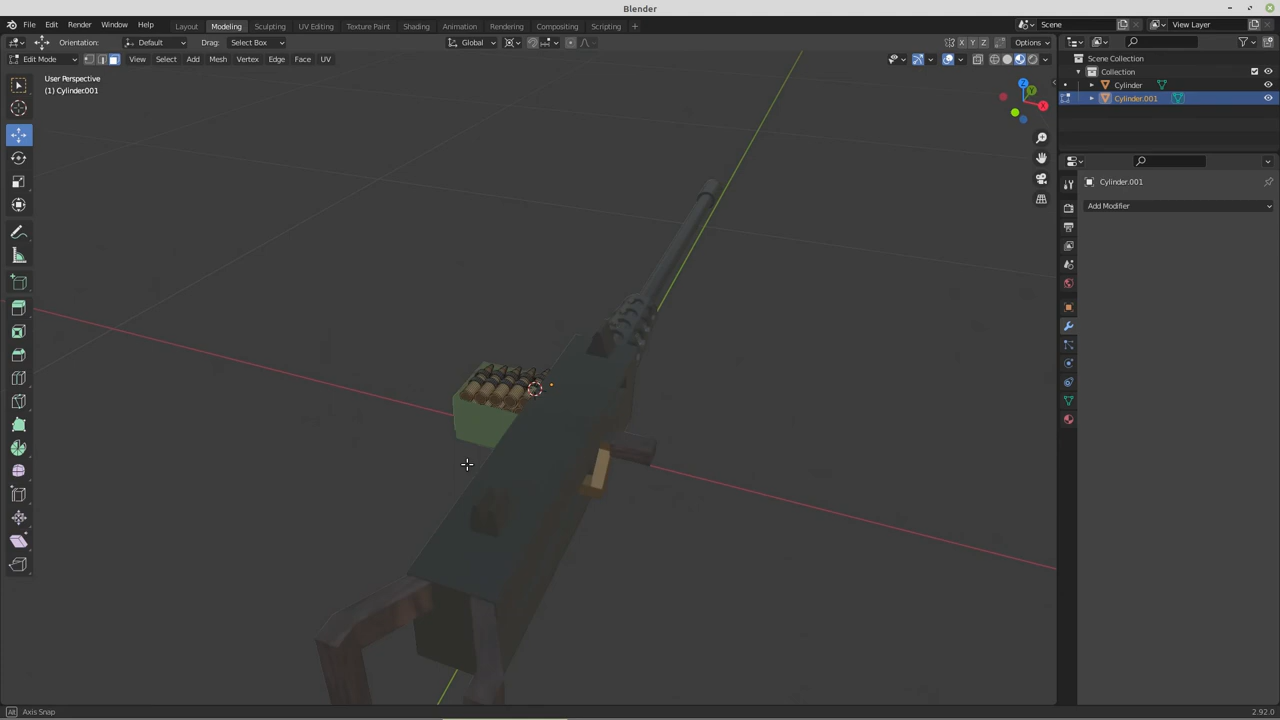 Blender
File Edit Render Window Help Layout Modeling Sculpting UV Editing Texture Paint Shading Animation Rendering Compositing Scripting + Scene View Layer
Orientation: Default Drag: Select Box Global X Y Z Options
Edit Mode View Select Add Mesh Vertex Edge Face UV
User Perspective
(1) Cylinder.001
Z
Y
X
Scene Collection
Collection
Cylinder
Cylinder.001
Cylinder.001
Add Modifier
Alt Axis Snap 2.92.0